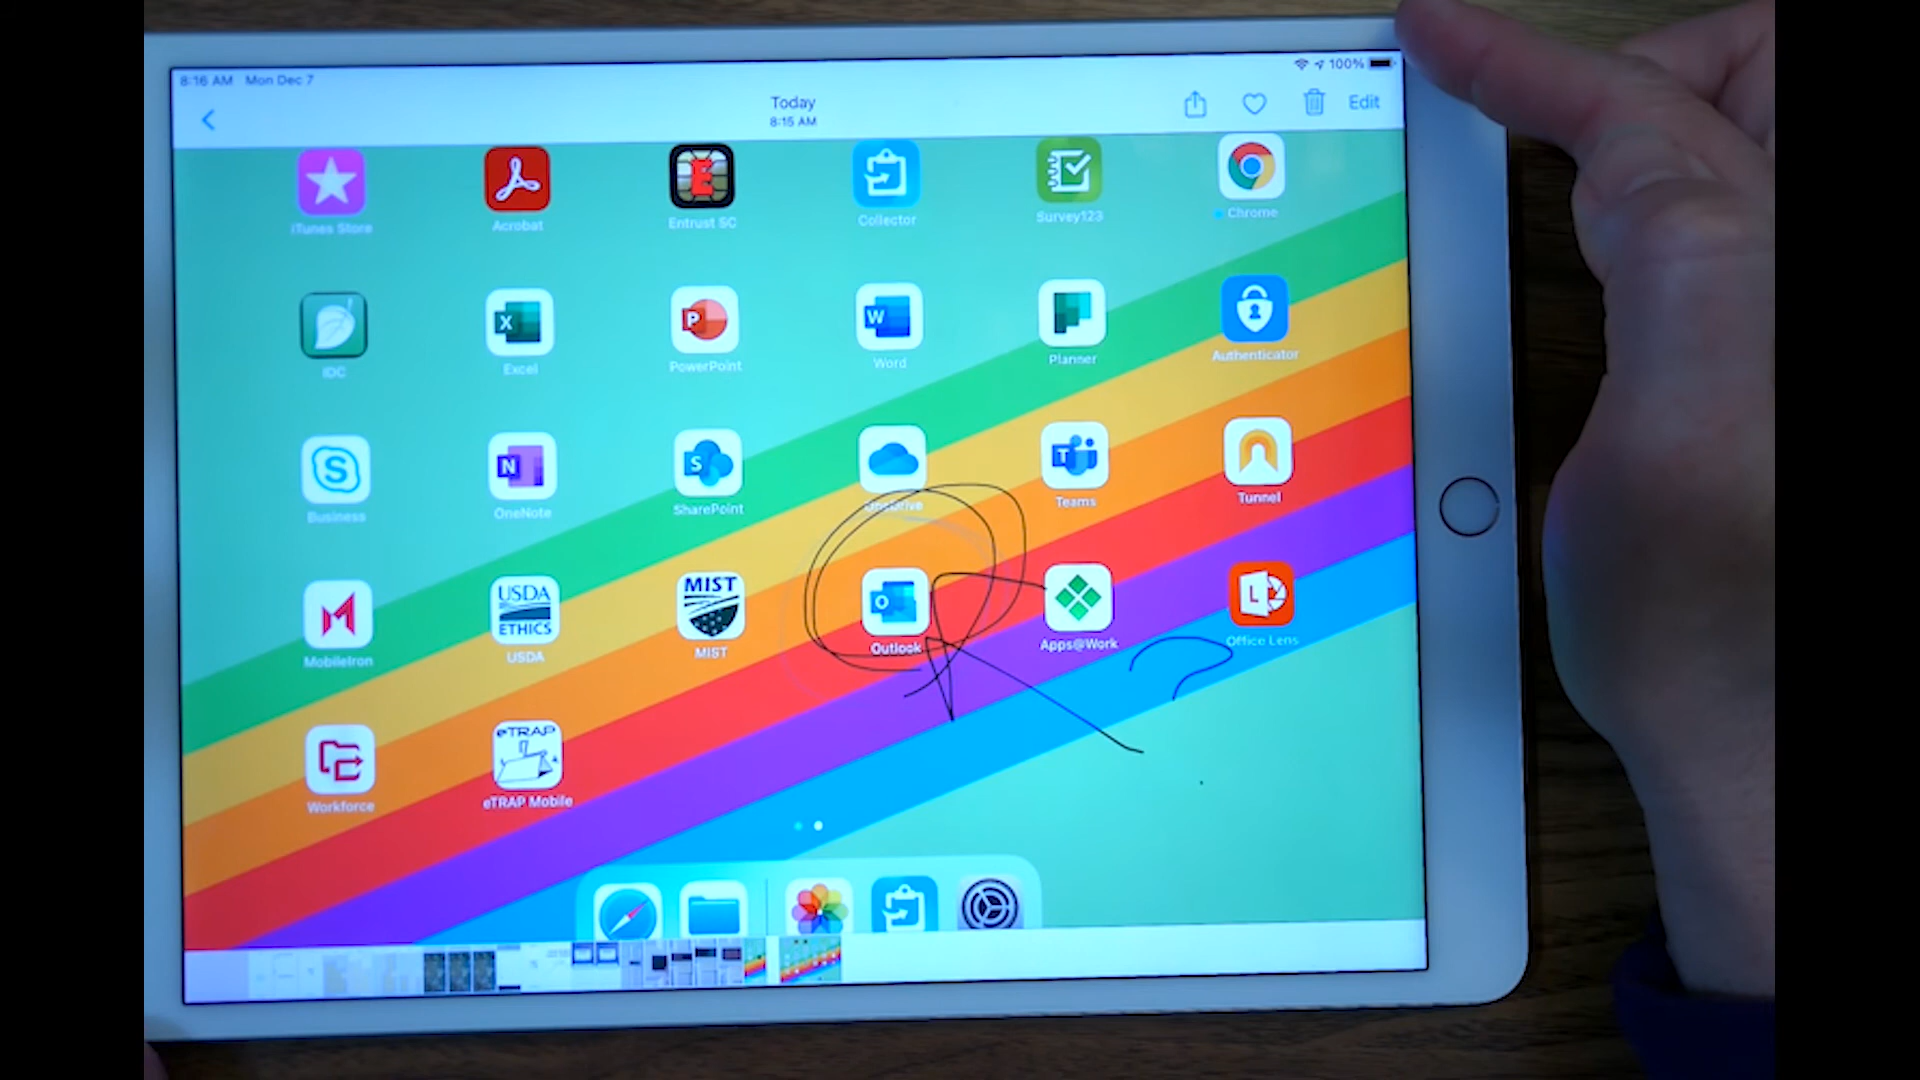 8:16 AM Mon Dec 7
100%
Today
8:15 AM
Edit
iTunes Store
Acrobat
E
Entrust SC
Collector
Survey123
Chrome
IDC
X
Excel
P
PowerPoint
W
Word
Planner
Authenticator
S
Business
N
OneNote
S
SharePoint
OneDrive
T
Teams
Tunnel
MobileIron
USDA
ETHICS
USDA
MIST
MIST
O
Outlook
Apps@Work
L
Office Lens
Workforce
eTRAP
eTRAP Mobile